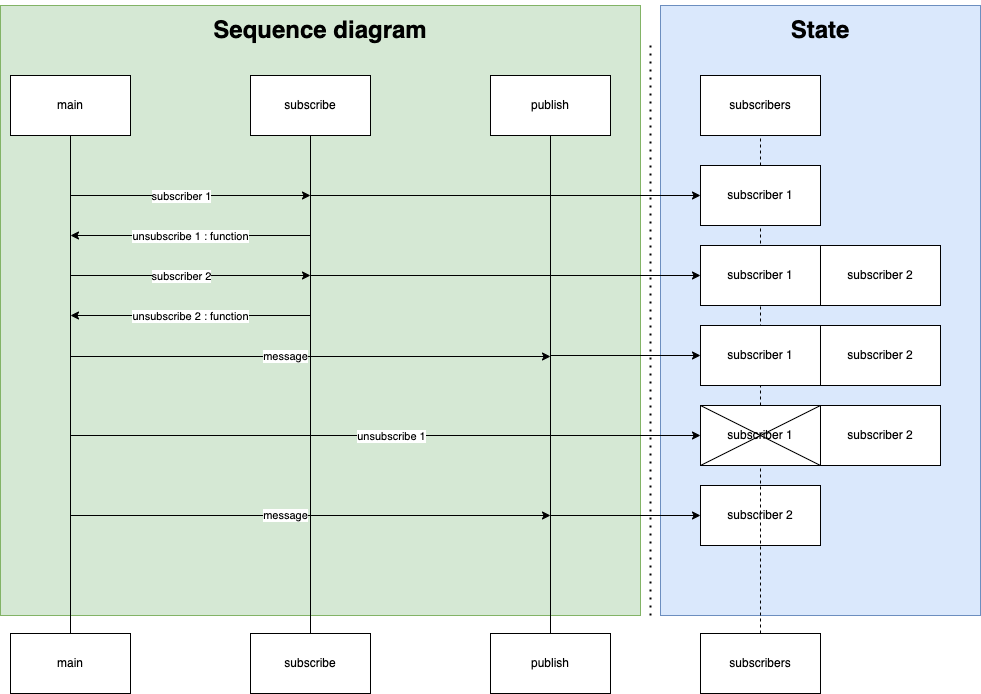 Sequence diagram
State
main
subscribe
publish
subscribers
subscriber 1
subscriber 1
unsubscribe 1 : function
subscriber 2
subscriber 1
subscriber 2
unsubscribe 2 : function
message
subscriber 1
subscriber 2
unsubscribe 1
subscriber 1
subscriber 2
message
subscriber 2
main
subscribe
publish
subscribers